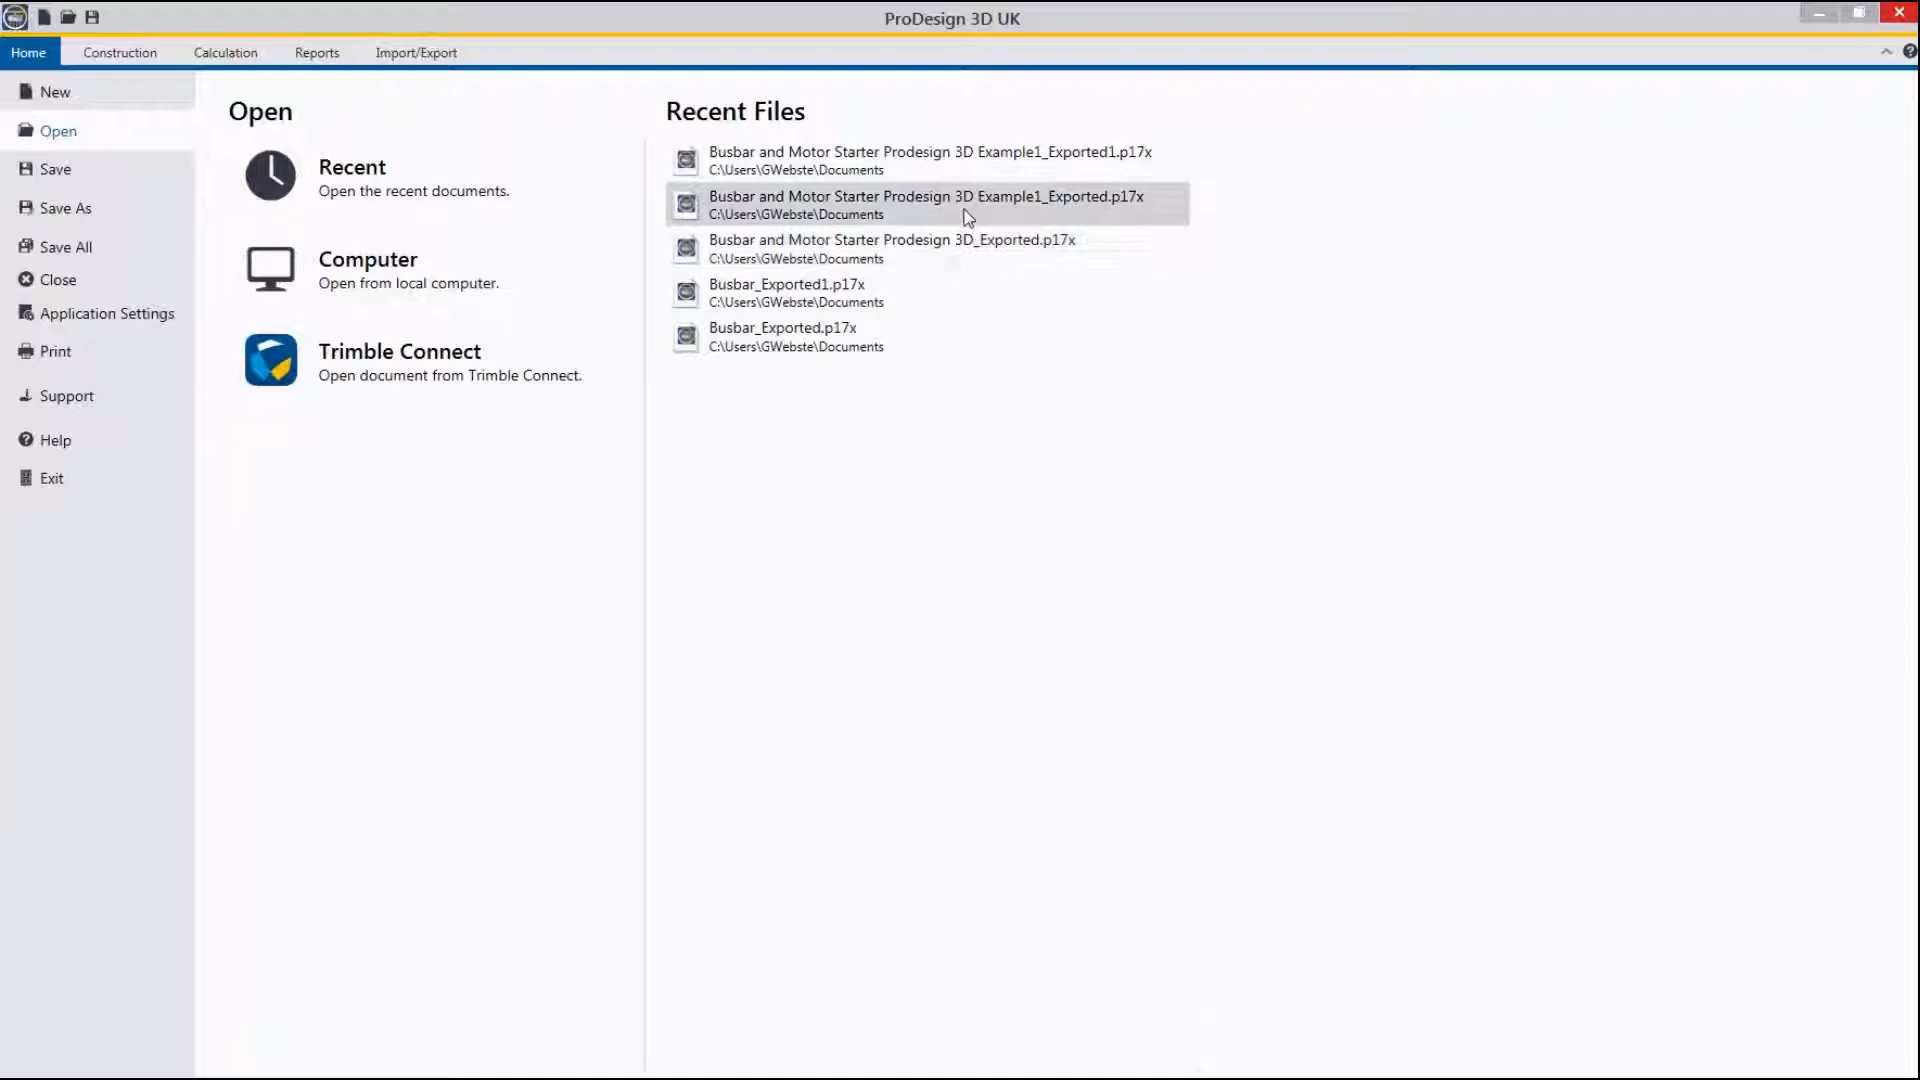 ProDesign 3D UK
Home
Construction
Calculation
Reports
Import/Export
New
Open
Save
Save As
Save All
Close
Application Settings
Print
Support
Help
Exit
Open
Recent
Open the recent documents.
Computer
Open from local computer.
Trimble Connect
Open document from Trimble Connect.
Recent Files
Busbar and Motor Starter Prodesign 3D Example1_Exported1.p17x
C:\Users\GWebste\Documents
Busbar and Motor Starter Prodesign 3D Example1_Exported.p17x
C:\Users\GWebste\Documents
Busbar and Motor Starter Prodesign 3D_Exported.p17x
C:\Users\GWebste\Documents
Busbar_Exported1.p17x
C:\Users\GWebste\Documents
Busbar_Exported.p17x
C:\Users\GWebste\Documents